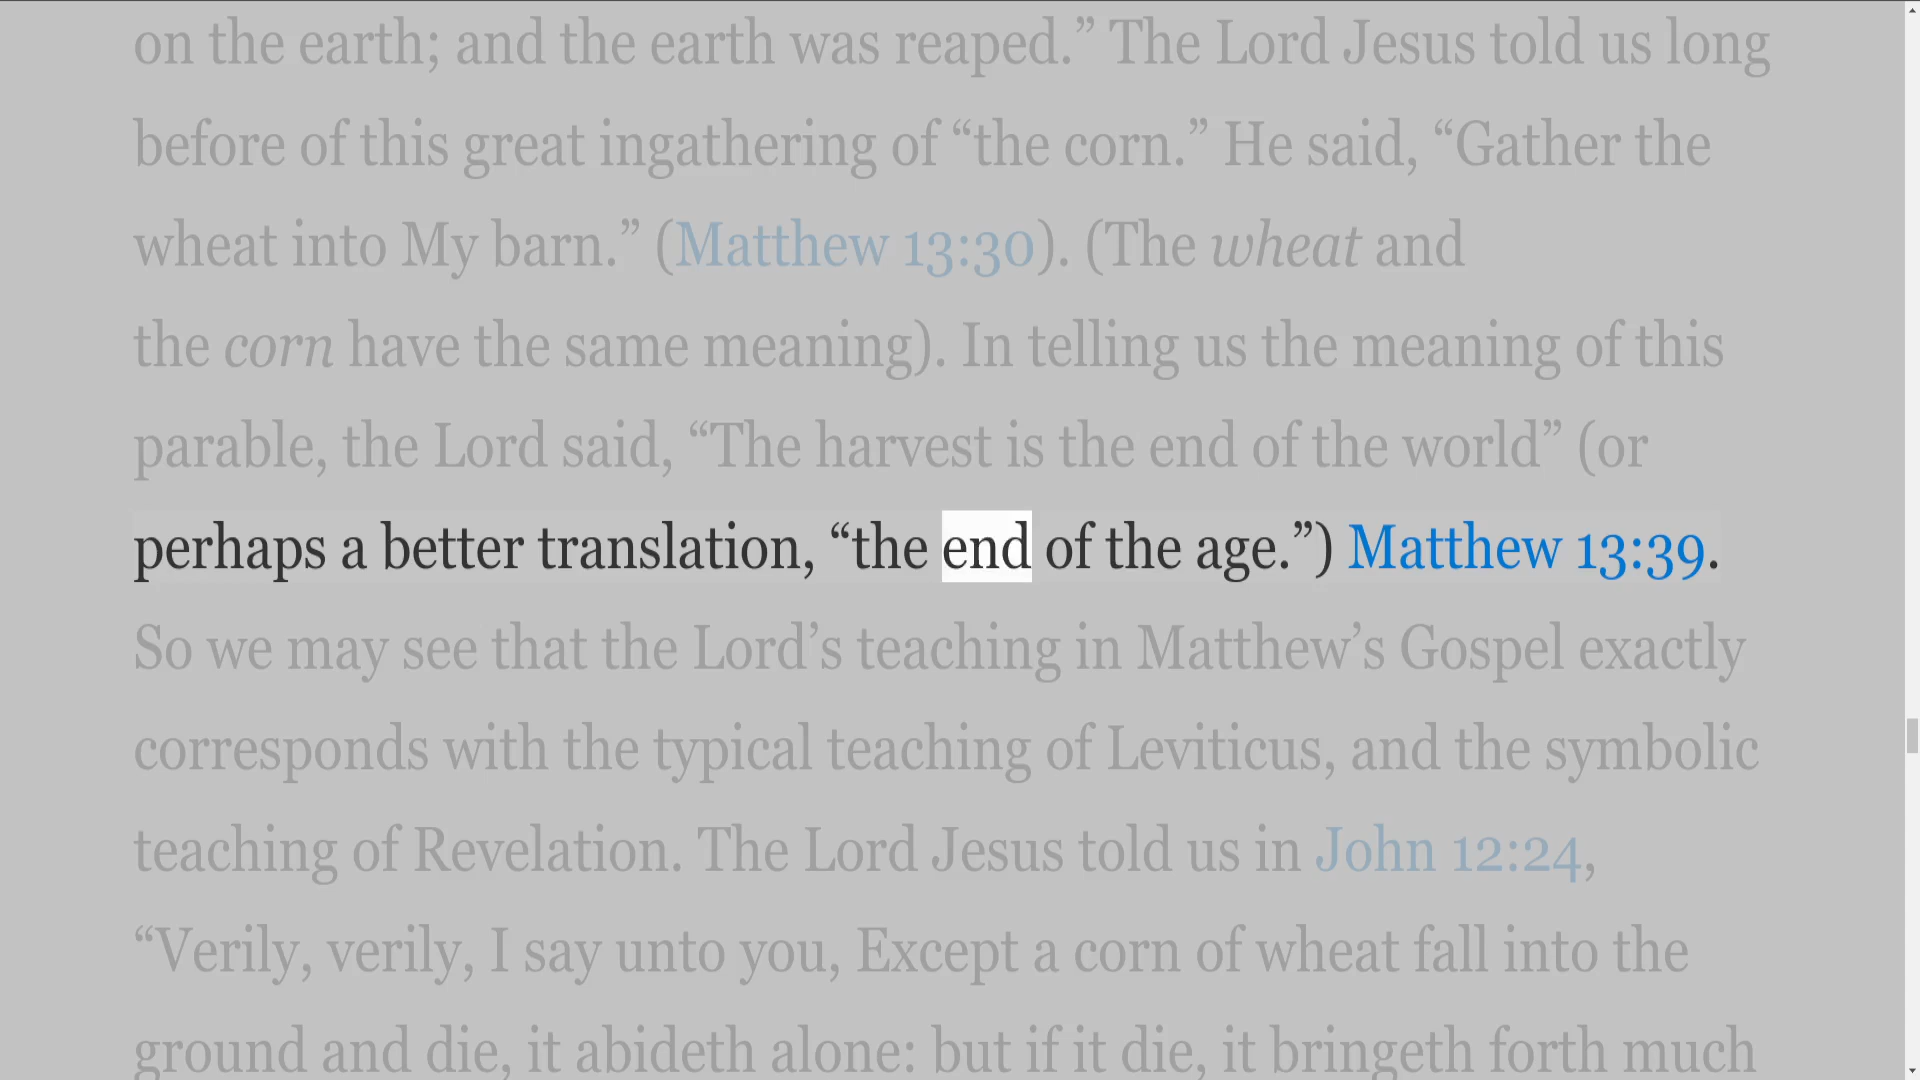 on the earth; and the earth was reaped.” The Lord Jesus told us long
before of this great ingathering of “the corn.” He said, “Gather the
wheat into My barn.” (Matthew 13:30). (The wheat and
the corn have the same meaning). In telling us the meaning of this
parable, the Lord said, “The harvest is the end of the world” (or
perhaps a better translation, “the end of the age.”) Matthew 13:39.
So we may see that the Lord’s teaching in Matthew’s Gospel exactly
corresponds with the typical teaching of Leviticus, and the symbolic
teaching of Revelation. The Lord Jesus told us in John 12:24,
“Verily, verily, I say unto you, Except a corn of wheat fall into the
ground and die, it abideth alone: but if it die, it bringeth forth much